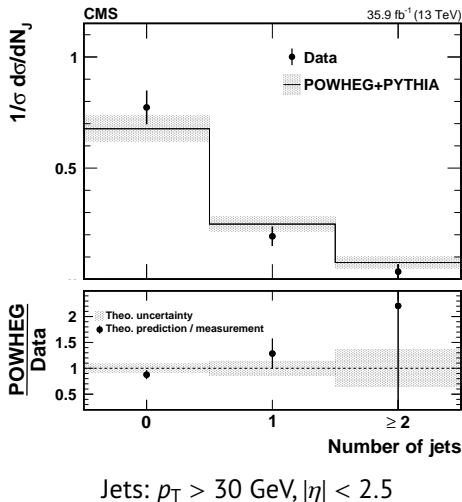 CMS 35.9 fb⁻¹ (13 TeV)
1/σ dσ/dN_J
1
0.5
Data
POWHEG+PYTHIA
POWHEG
Data
2
1.5
1
0.5
Theo. uncertainty
Theo. prediction / measurement
0 1 ≥ 2
Number of jets
Jets: p_T > 30 GeV, |η| < 2.5